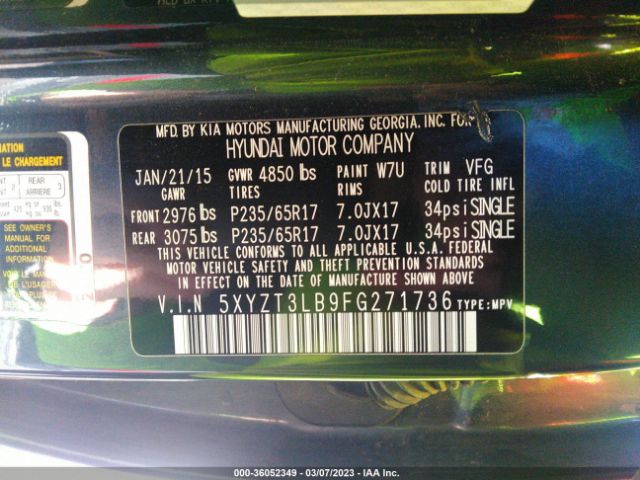 MFD. BY KIA MOTORS MANUFACTURING GEORGIA, INC. FOR
HYUNDAI MOTOR COMPANY
JAN/21/15 GVWR 4850 lbs PAINT W7U TRIM VFG
GAWR TIRES RIMS COLD TIRE INFL
FRONT 2976 lbs P235/65R17 7.0JX17 34psi SINGLE
REAR 3075 lbs P235/65R17 7.0JX17 34psi SINGLE
THIS VEHICLE CONFORMS TO ALL APPLICABLE U.S.A. FEDERAL
MOTOR VEHICLE SAFETY AND THEFT PREVENTION STANDARDS
IN EFFECT ON THE DATE OF MANUFACTURE SHOWN ABOVE.
V.I.N 5XYZT3LB9FG271736 TYPE:MPV
LE CHARGEMENT
REAR 3
ARRIERE
SEE OWNER'S
MANUAL FOR
ADDITIONAL
INFORMATION
000-36052349 - 03/07/2023 - IAA Inc.